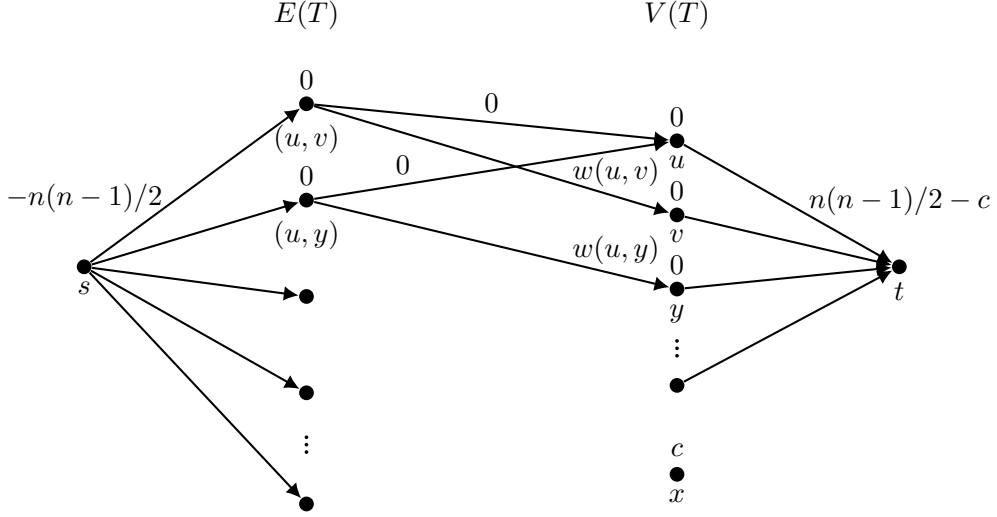 E(T)
V(T)
0
(u, v)
0
0
u
−n(n − 1)/2
0
(u, y)
0
w(u, v)
0
v
n(n − 1)/2 − c
s
w(u, y)
0
y
t
⋮
⋮
c
x